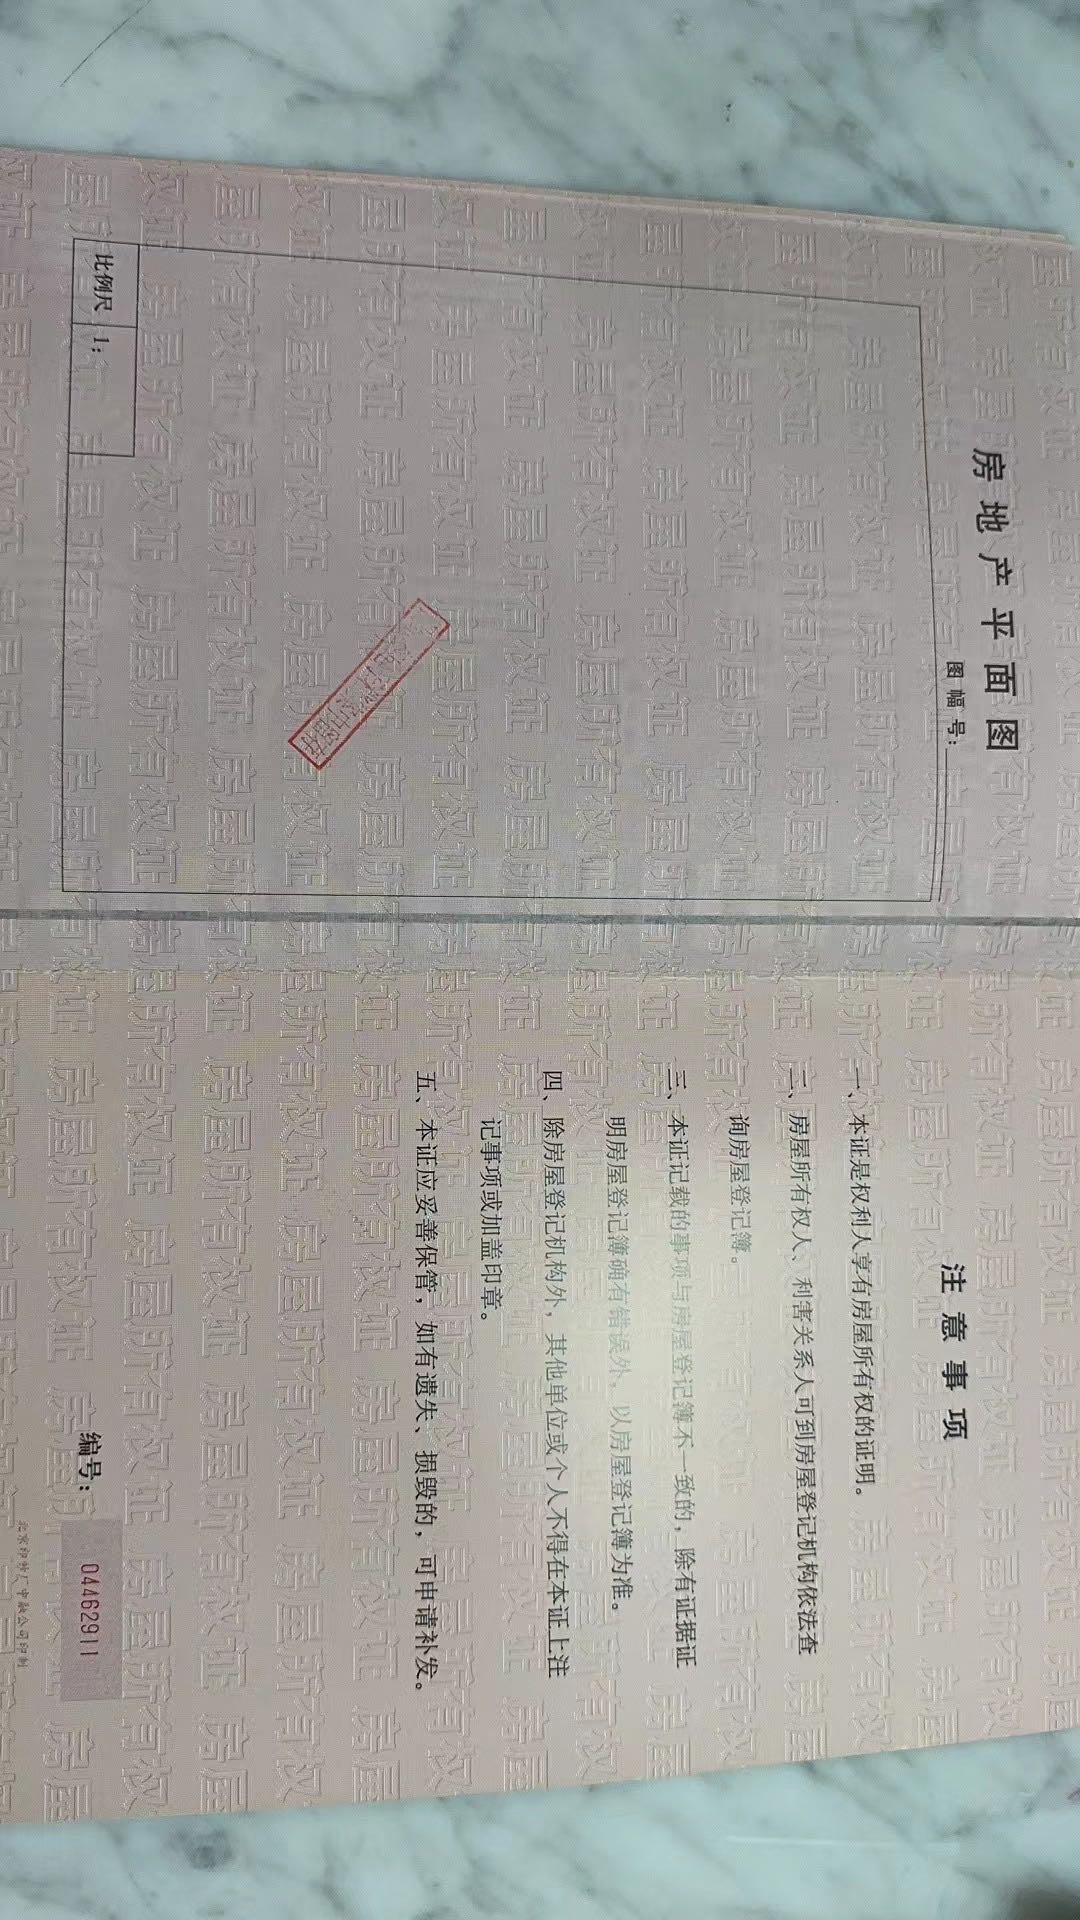 房地产平面图
图幅号:
比例尺 1:
注意事项
一、本证是权利人享有房屋所有权的证明。
二、房屋所有权人、利害关系人可到房屋登记机构依法查
询房屋登记簿。
三、本证记载的事项与房屋登记簿不一致的，除有证据证
明房屋登记簿确有错误外，以房屋登记簿为准。
四、除房屋登记机构外，其他单位或个人不得在本证上注
记事项或加盖印章。
五、本证应妥善保管，如有遗失、损毁的，可申请补发。
编号: 04462911
北京印钞厂中融公司印制